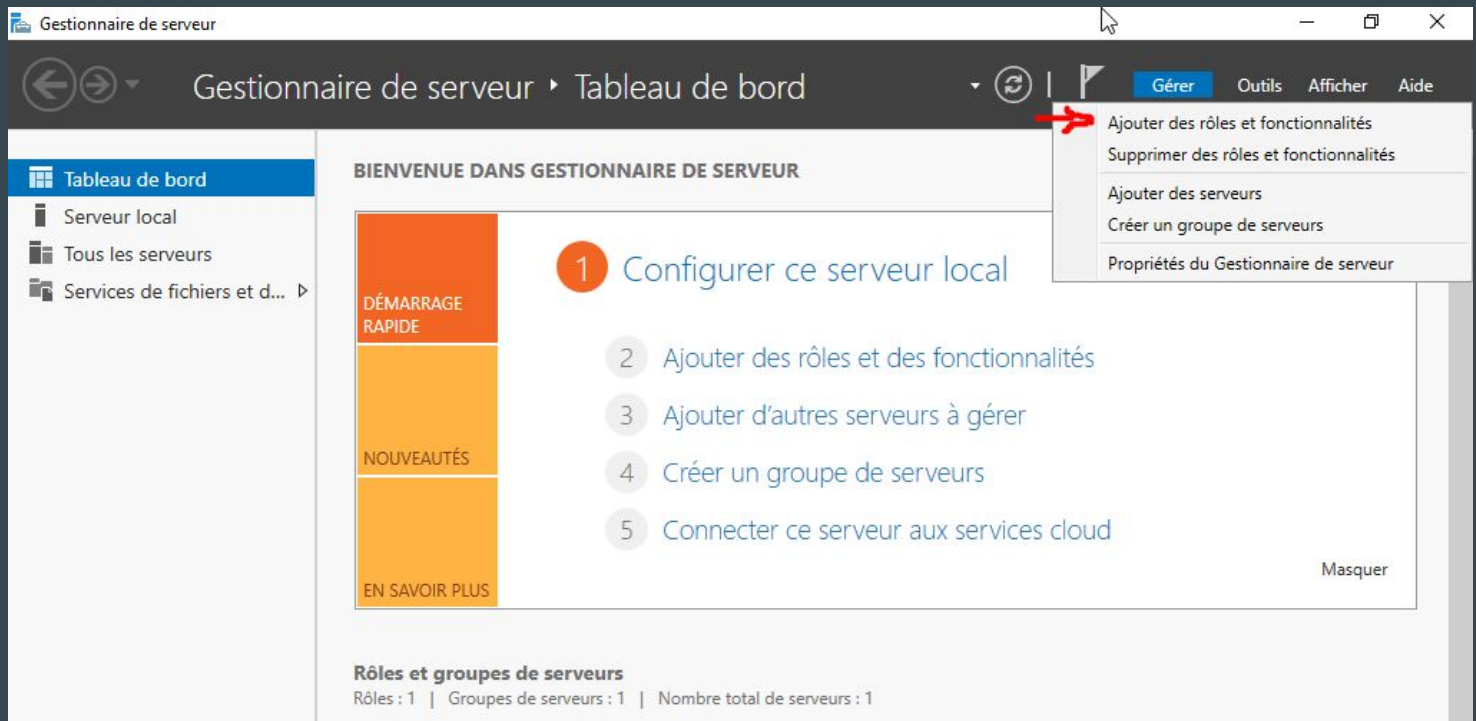 Gestionnaire de serveur
Gestionnaire de serveur ‣ Tableau de bord
Gérer Outils Afficher Aide
Ajouter des rôles et fonctionnalités
Supprimer des rôles et fonctionnalités
Ajouter des serveurs
Créer un groupe de serveurs
Propriétés du Gestionnaire de serveur
Tableau de bord
Serveur local
Tous les serveurs
Services de fichiers et d...
BIENVENUE DANS GESTIONNAIRE DE SERVEUR
DÉMARRAGE
RAPIDE
NOUVEAUTÉS
EN SAVOIR PLUS
1 Configurer ce serveur local
2 Ajouter des rôles et des fonctionnalités
3 Ajouter d’autres serveurs à gérer
4 Créer un groupe de serveurs
5 Connecter ce serveur aux services cloud
Masquer
Rôles et groupes de serveurs
Rôles : 1 | Groupes de serveurs : 1 | Nombre total de serveurs : 1